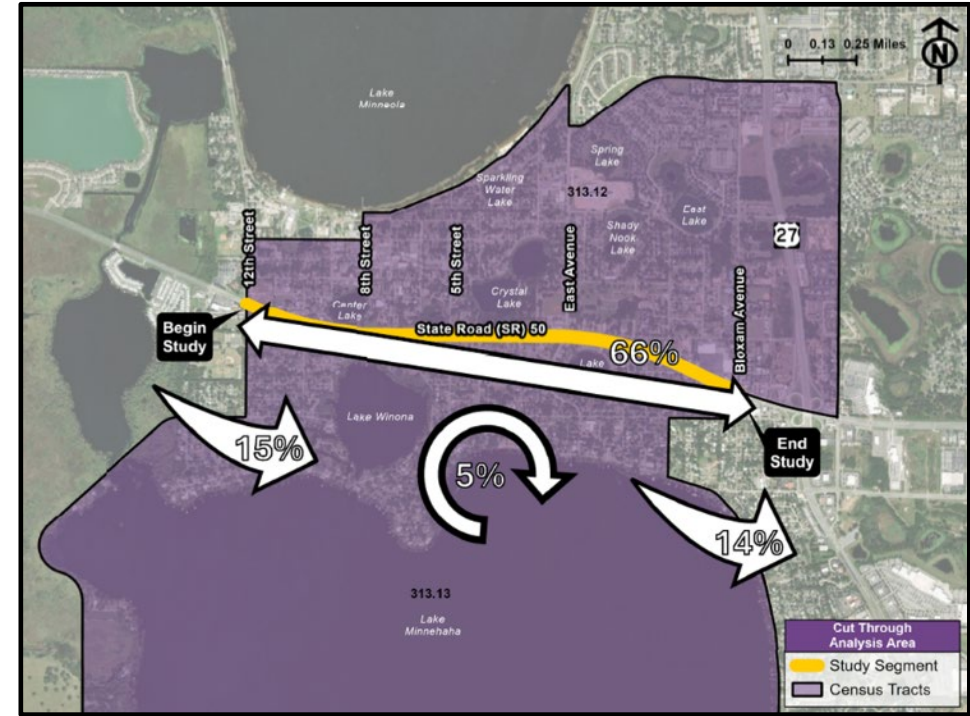 0 0.13 0.25 Miles
N
Lake
Minneola
Spring
Lake
Sparkling
Water
Lake
313.12
East
Lake
Shady
Nook
Lake
27
12th Street
8th Street
5th Street
East Avenue
Bloxam Avenue
Crystal
Lake
Center
Lake
Begin
Study
State Road (SR) 50
66%
Lake
Lake Winona
15%
5%
End
Study
14%
313.13
Lake
Minnehaha
Cut Through
Analysis Area
Study Segment
Census Tracts